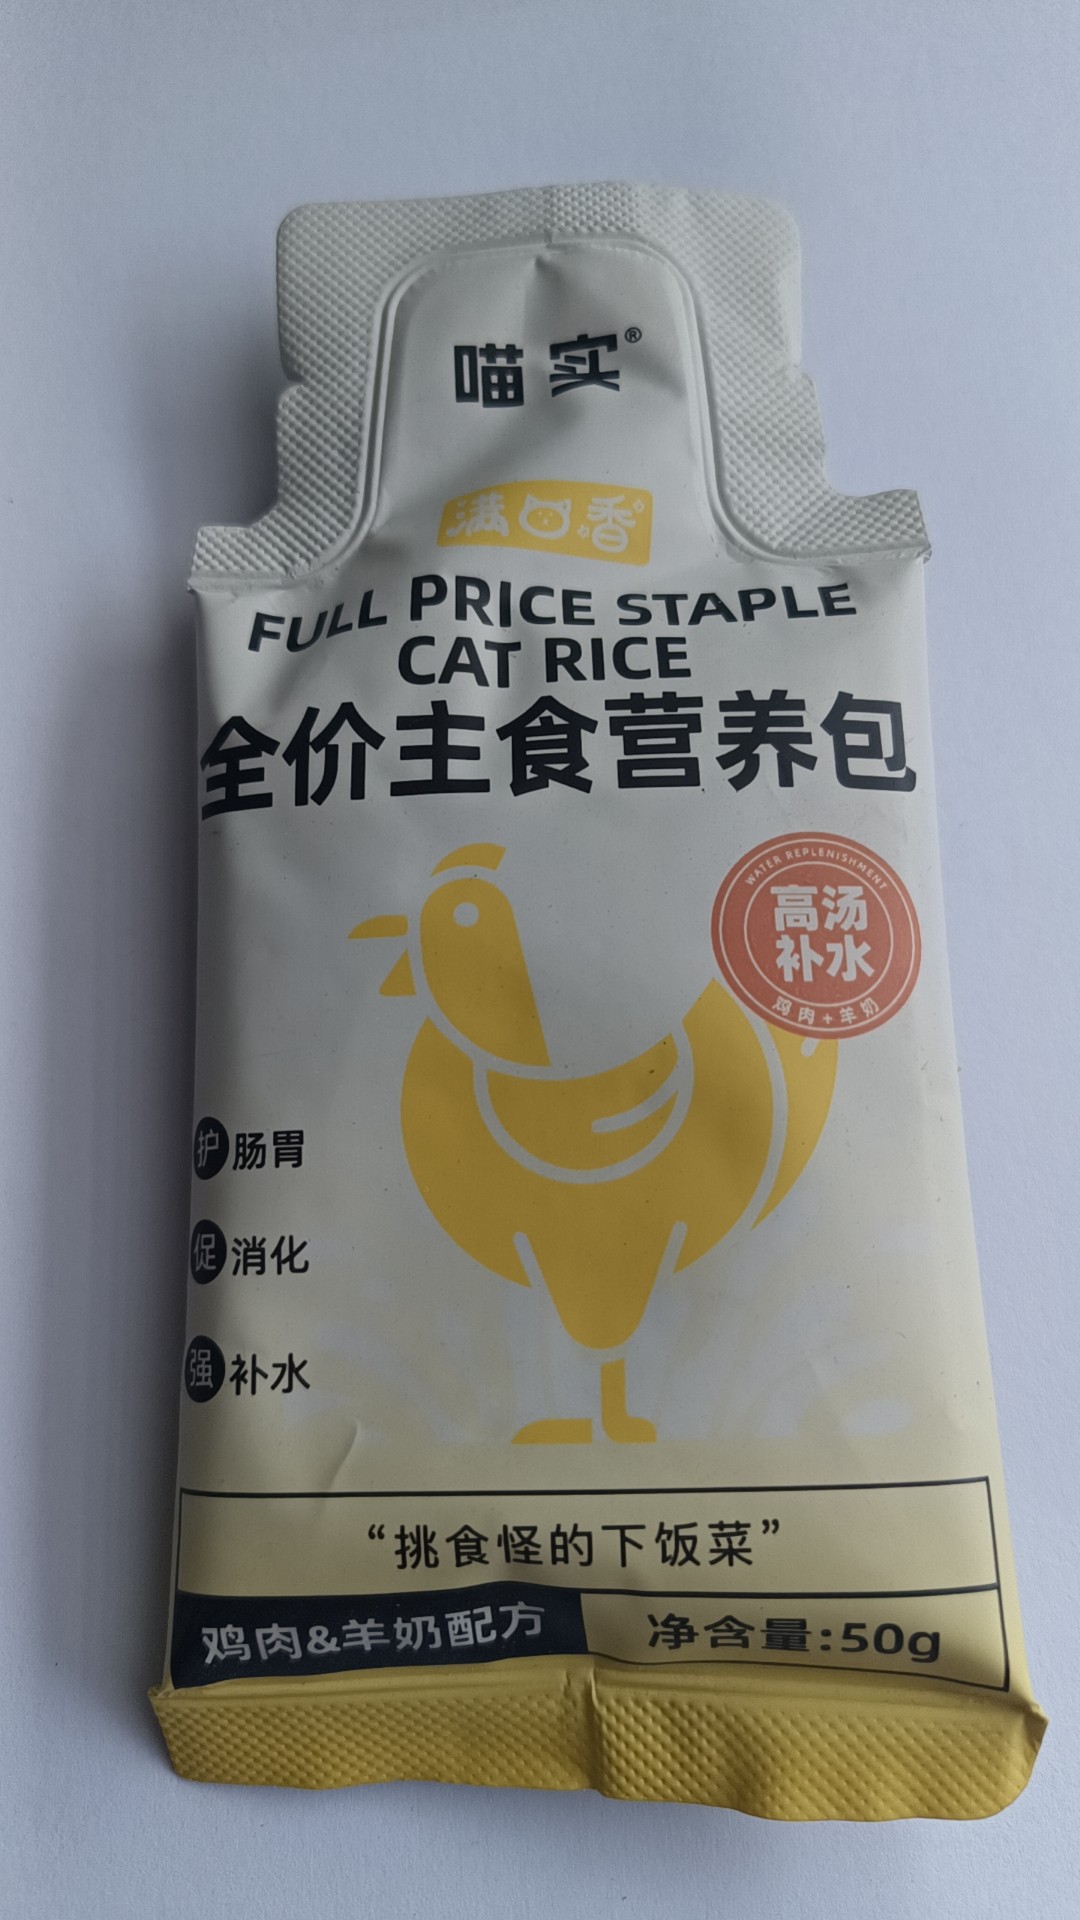 喵实®
满口香
FULL PRICE STAPLE
CAT RICE
全价主食营养包
WATER REPLENISHMENT
高汤
补水
鸡肉+羊奶
护肠胃
促消化
强补水
“挑食怪的下饭菜”
鸡肉&羊奶配方
净含量:50g